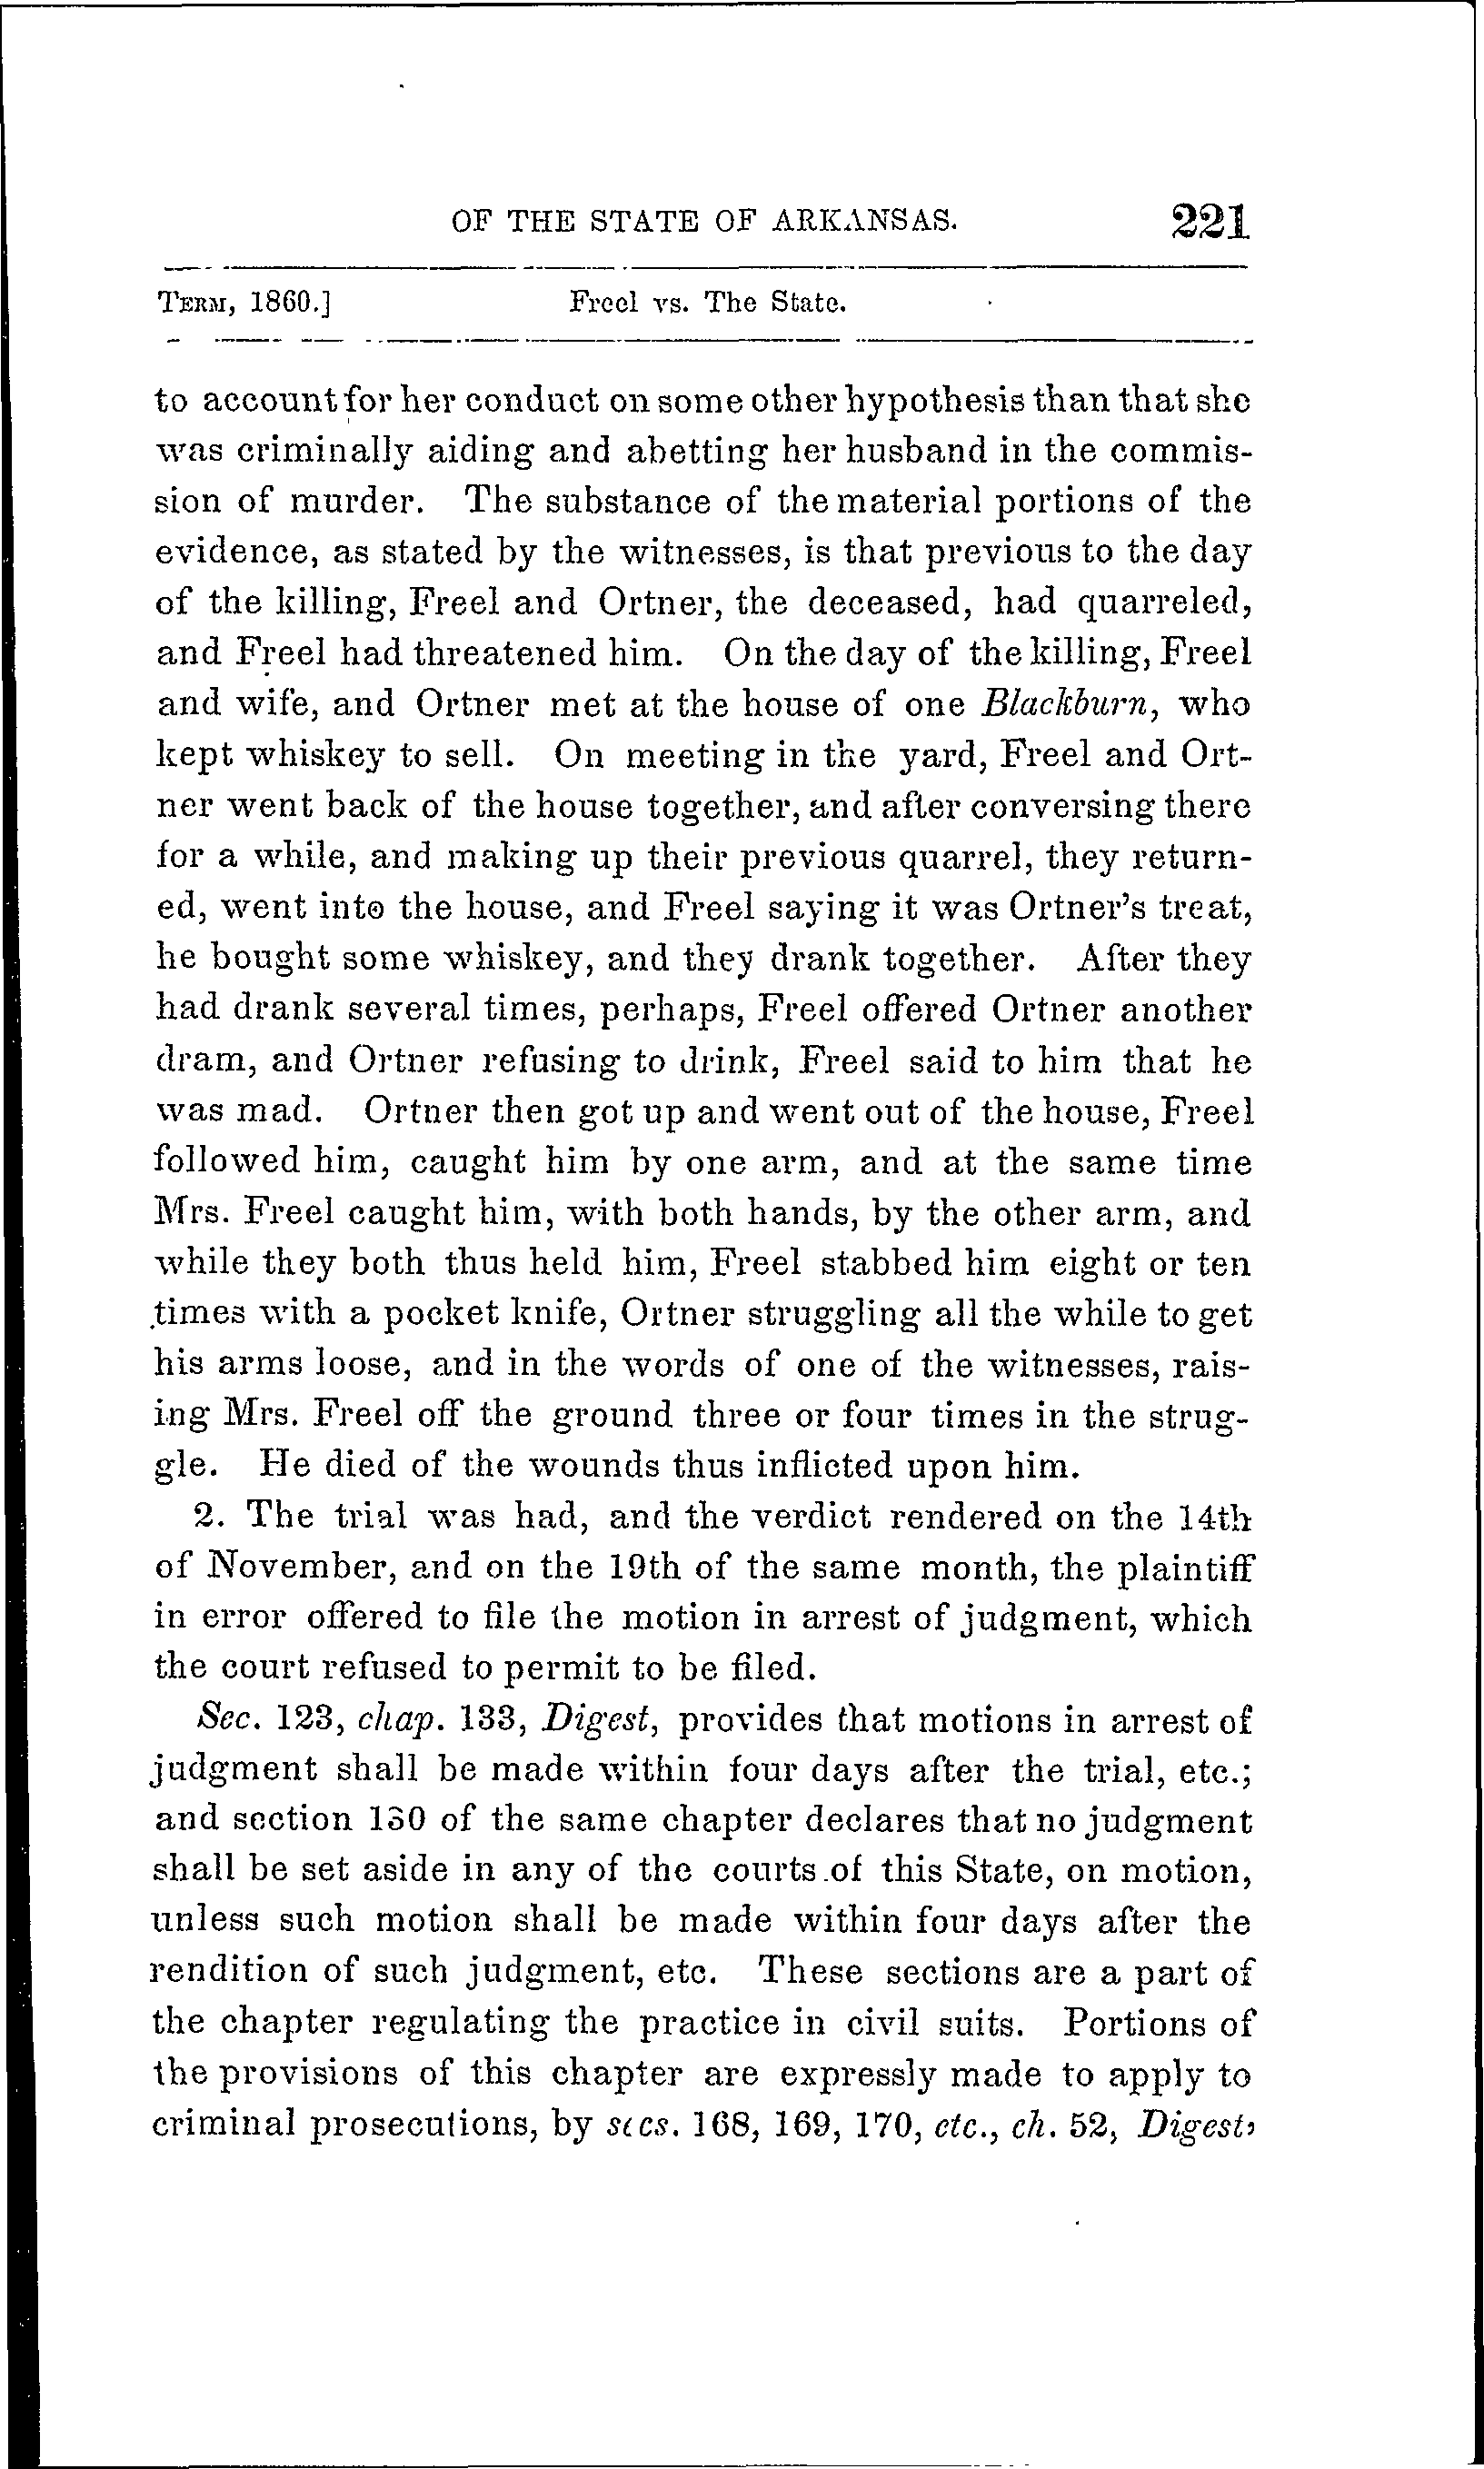 OF THE STATE OF ARKANSAS. 221
TERM, 1860.] Freel vs. The State.
to account for her conduct on some other hypothesis than that she
was criminally aiding and abetting her husband in the commis-
sion of murder. The substance of the material portions of the
evidence, as stated by the witnesses, is that previous to the day
of the killing, Freel and Ortner, the deceased, had quarreled,
and Freel had threatened him. On the day of the killing, Freel
and wife, and Ortner met at the house of one Blackburn, who
kept whiskey to sell. On meeting in the yard, Freel and Ort-
ner went back of the house together, and after conversing there
for a while, and making up their previous quarrel, they return-
ed, went into the house, and Freel saying it was Ortner's treat,
he bought some whiskey, and they drank together. After they
had drank several times, perhaps, Freel offered Ortner another
dram, and Ortner refusing to drink, Freel said to him that he
was mad. Ortner then got up and went out of the house, Freel
followed him, caught him by one arm, and at the same time
Mrs. Freel caught him, with both hands, by the other arm, and
while they both thus held him, Freel stabbed him eight or ten
times with a pocket knife, Ortner struggling all the while to get
his arms loose, and in the words of one of the witnesses, rais-
ing Mrs. Freel off the ground three or four times in the strug-
gle. He died of the wounds thus inflicted upon him.
2. The trial was had, and the verdict rendered on the 14th
of November, and on the 19th of the same month, the plaintiff
in error offered to file the motion in arrest of judgment, which
the court refused to permit to be filed.
Sec. 123, chap. 133, Digest, provides that motions in arrest of
judgment shall be made within four days after the trial, etc.;
and section 130 of the same chapter declares that no judgment
shall be set aside in any of the courts of this State, on motion,
unless such motion shall be made within four days after the
rendition of such judgment, etc. These sections are a part of
the chapter regulating the practice in civil suits. Portions of
the provisions of this chapter are expressly made to apply to
criminal prosecutions, by secs. 168, 169, 170, etc., ch. 52, Digest,